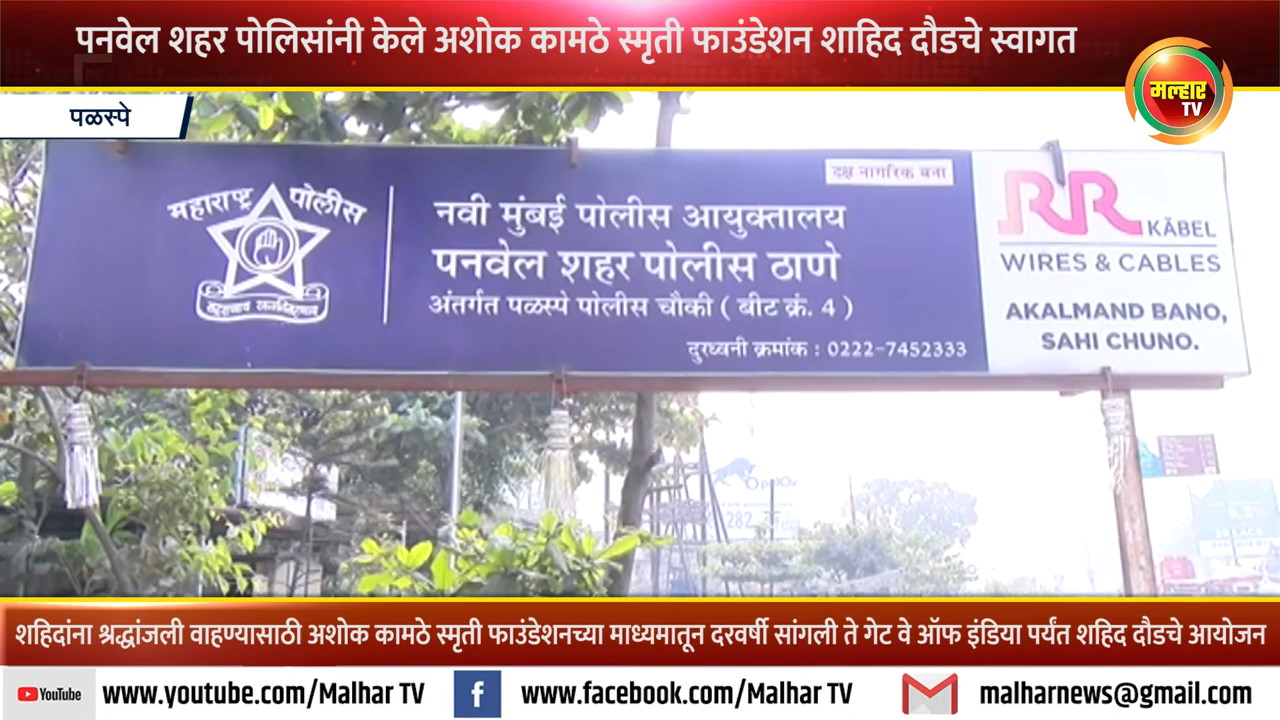 पनवेल शहर पोलिसांनी केले अशोक कामठे स्मृती फाउंडेशन शाहिद दौडचे स्वागत
मल्हार
TV
पळस्पे
दक्ष नागरिक बना
महाराष्ट्र पोलीस
नवी मुंबई पोलीस आयुक्तालय
पनवेल शहर पोलीस ठाणे
अंतर्गत पळस्पे पोलीस चौकी ( बीट क्रं. 4 )
दुरध्वनी क्रमांक : 0222-7452333
RR
KĀBEL
WIRES & CABLES
AKALMAND BANO,
SAHI CHUNO.
282
शहिदांना श्रद्धांजली वाहण्यासाठी अशोक कामठे स्मृती फाउंडेशनच्या माध्यमातून दरवर्षी सांगली ते गेट वे ऑफ इंडिया पर्यंत शहिद दौडचे आयोजन
YouTube www.youtube.com/Malhar TV f www.facebook.com/Malhar TV malharnews@gmail.com